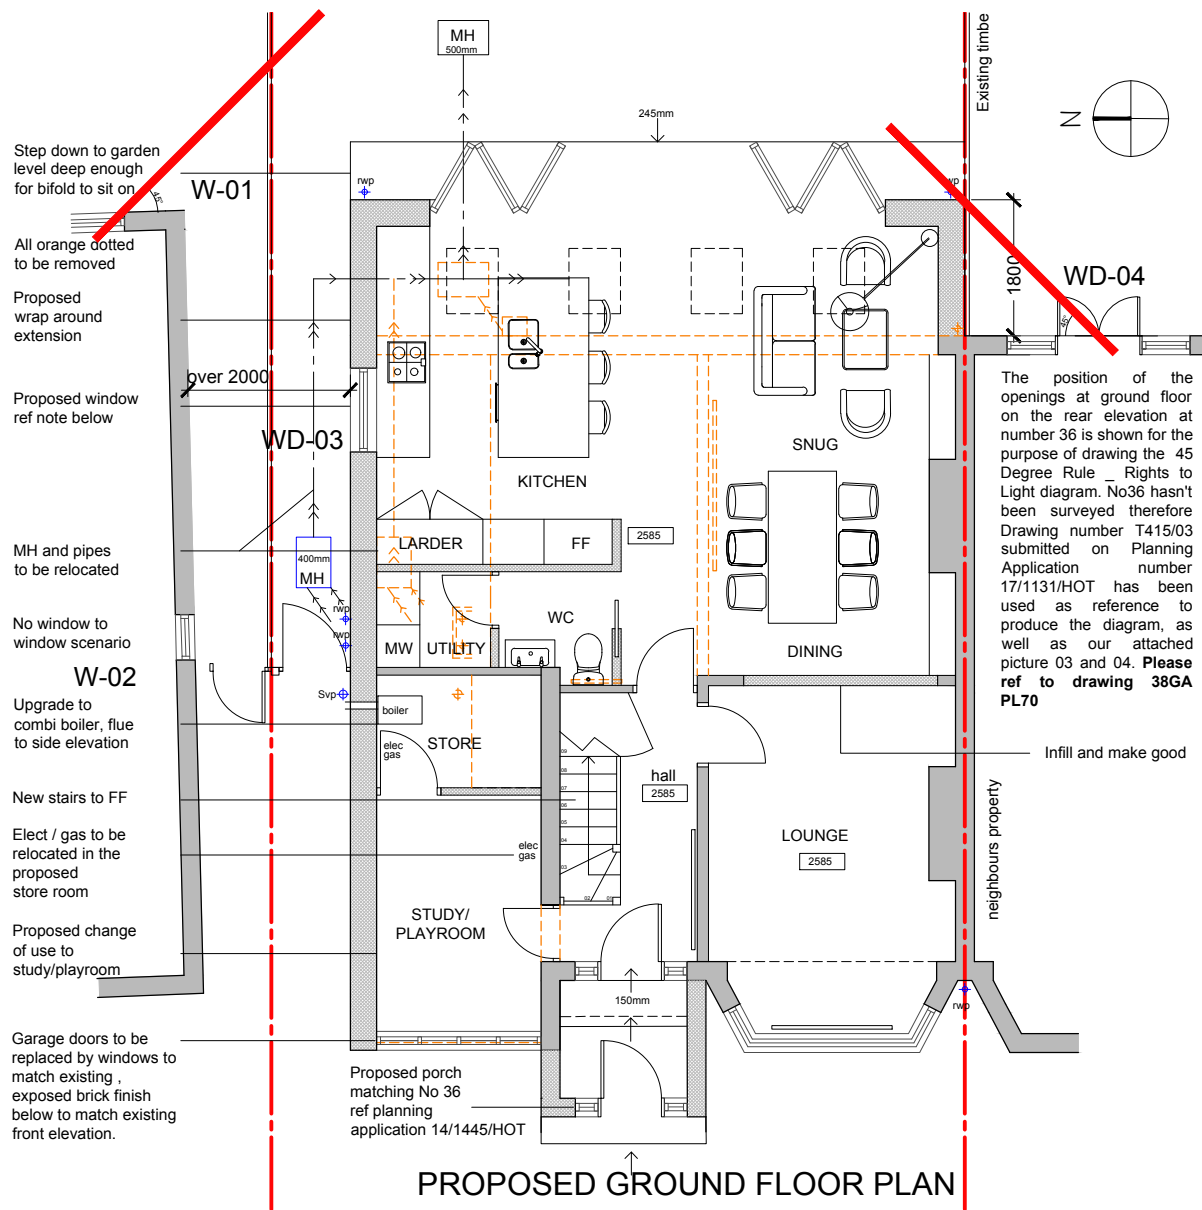 MH
500mm
Existing timbe
245mm
N
Step down to garden
level deep enough
for bifold to sit on
45°
W-01
rwp
rwp
All orange dotted
to be removed
1800
WD-04
45°
Proposed
wrap around
extension
over 2000
Proposed window
ref note below
WD-03
The position of the
openings at ground floor
on the rear elevation at
number 36 is shown for the
purpose of drawing the 45
Degree Rule _ Rights to
Light diagram. No36 hasn't
been surveyed therefore
Drawing number T415/03
submitted on Planning
Application number
17/1131/HOT has been
used as reference to
produce the diagram, as
well as our attached
picture 03 and 04. Please
ref to drawing 38GA
PL70
SNUG
KITCHEN
MH and pipes
to be relocated
LARDER
FF
2585
400mm
MH
rwp
rwp
No window to
window scenario
WC
MW
UTILITY
DINING
W-02
Svp
Upgrade to
combi boiler, flue
to side elevation
boiler
STORE
elec
gas
Infill and make good
hall
2585
New stairs to FF
09
08
07
06
05
04
03
02
01
Elect / gas to be
relocated in the
proposed
store room
elec
gas
LOUNGE
2585
neighbours property
STUDY/
PLAYROOM
Proposed change
of use to
study/playroom
150mm
rwp
Garage doors to be
replaced by windows to
match existing ,
exposed brick finish
below to match existing
front elevation.
Proposed porch
matching No 36
ref planning
application 14/1445/HOT
PROPOSED GROUND FLOOR PLAN